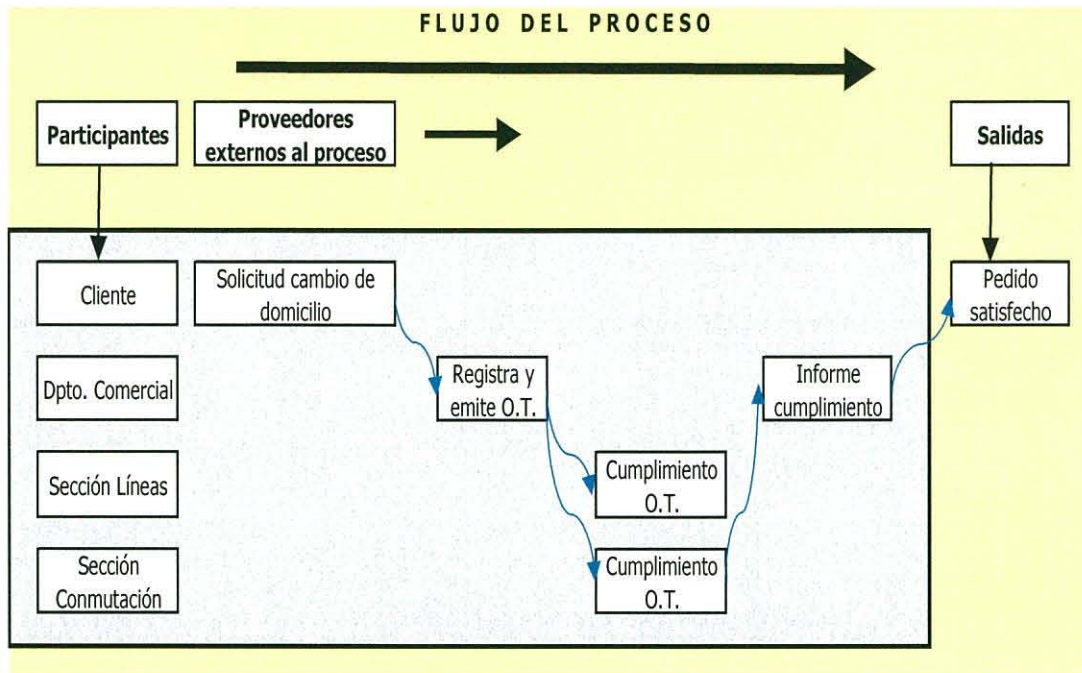 FLUJO DEL PROCESO
Participantes
Proveedores
externos al proceso
Salidas
Cliente
Solicitud cambio de
domicilio
Pedido
satisfecho
Dpto. Comercial
Registra y
emite O.T.
Informe
cumplimiento
Sección Líneas
Cumplimiento
O.T.
Sección
Conmutación
Cumplimiento
O.T.